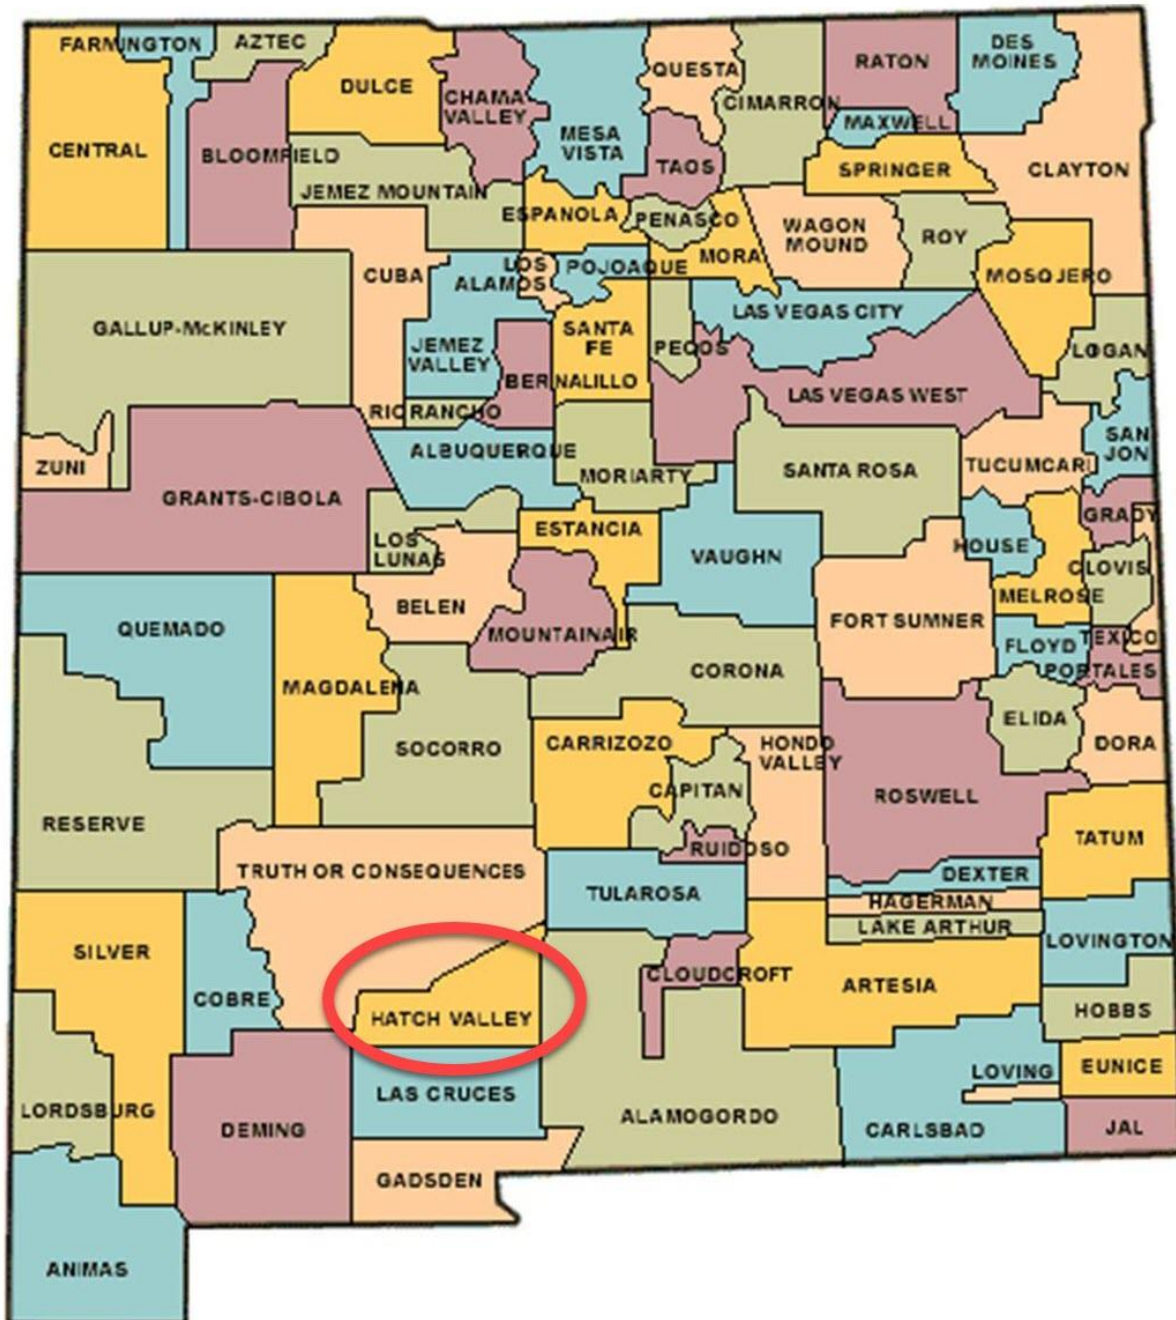 FARMINGTON
AZTEC
DULCE
CHAMA
VALLEY
MESA
VISTA
QUESTA
CIMARRON
RATON
DES
MOINES
MAXWELL
CENTRAL
BLOOMFIELD
JEMEZ MOUNTAIN
TAOS
SPRINGER
CLAYTON
ESPANOLA
PENASCO
WAGON
MOUND
ROY
CUBA
LOS
ALAMOS
POJOAQUE
MORA
MOSQJERO
GALLUP-McKINLEY
JEMEZ
VALLEY
SANTA
FE
PECOS
LAS VEGAS CITY
LOGAN
BERNALILLO
LAS VEGAS WEST
RIO RANCHO
ZUNI
GRANTS-CIBOLA
ALBUQUERQUE
MORIARTY
SANTA ROSA
TUCUMCARI
SAN
JON
LOS
LUNAS
ESTANCIA
VAUGHN
HOUSE
GRADY
CLOVIS
BELEN
MELROSE
QUEMADO
MOUNTAINAIR
FORT SUMNER
FLOYD
TEXICO
PORTALES
MAGDALENA
CORONA
ELIDA
SOCORRO
CARRIZOZO
HONDO
VALLEY
DORA
RESERVE
CAPITAN
ROSWELL
RUIDOSO
TATUM
TRUTH OR CONSEQUENCES
TULAROSA
DEXTER
HAGERMAN
LAKE ARTHUR
SILVER
COBRE
LOVINGTON
CLOUDCROFT
ARTESIA
HATCH VALLEY
HOBBS
LORDSBURG
LAS CRUCES
LOVING
EUNICE
DEMING
ALAMOGORDO
CARLSBAD
JAL
GADSDEN
ANIMAS